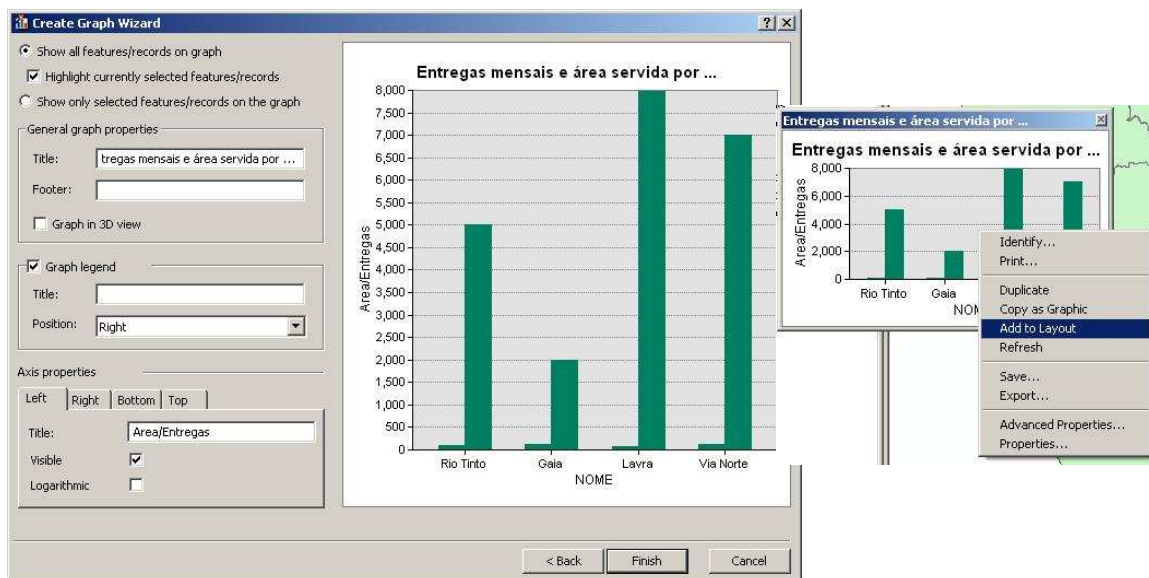 Create Graph Wizard
Show all features/records on graph
Highlight currently selected features/records
Show only selected features/records on the graph
General graph properties
Title: tregas mensais e área servida por ...
Footer:
Graph in 3D view
Graph legend
Title:
Position: Right
Axis properties
Left Right Bottom Top
Title: Area/Entregas
Visible
Logarithmic
Entregas mensais e área servida por ...
8,000
7,500
7,000
6,500
6,000
5,500
5,000
4,500
4,000
3,500
3,000
2,500
2,000
1,500
1,000
500
0
Area/Entregas
Rio Tinto Gaia Lavra Via Norte
NOME
< Back Finish Cancel
Entregas mensais e área servida por ...
Entregas mensais e área servida por ...
8,000
6,000
4,000
2,000
0
Area/Entregas
Rio Tinto Gaia
Identify...
Print...
Duplicate
Copy as Graphic
Add to Layout
Refresh
Save...
Export...
Advanced Properties...
Properties...